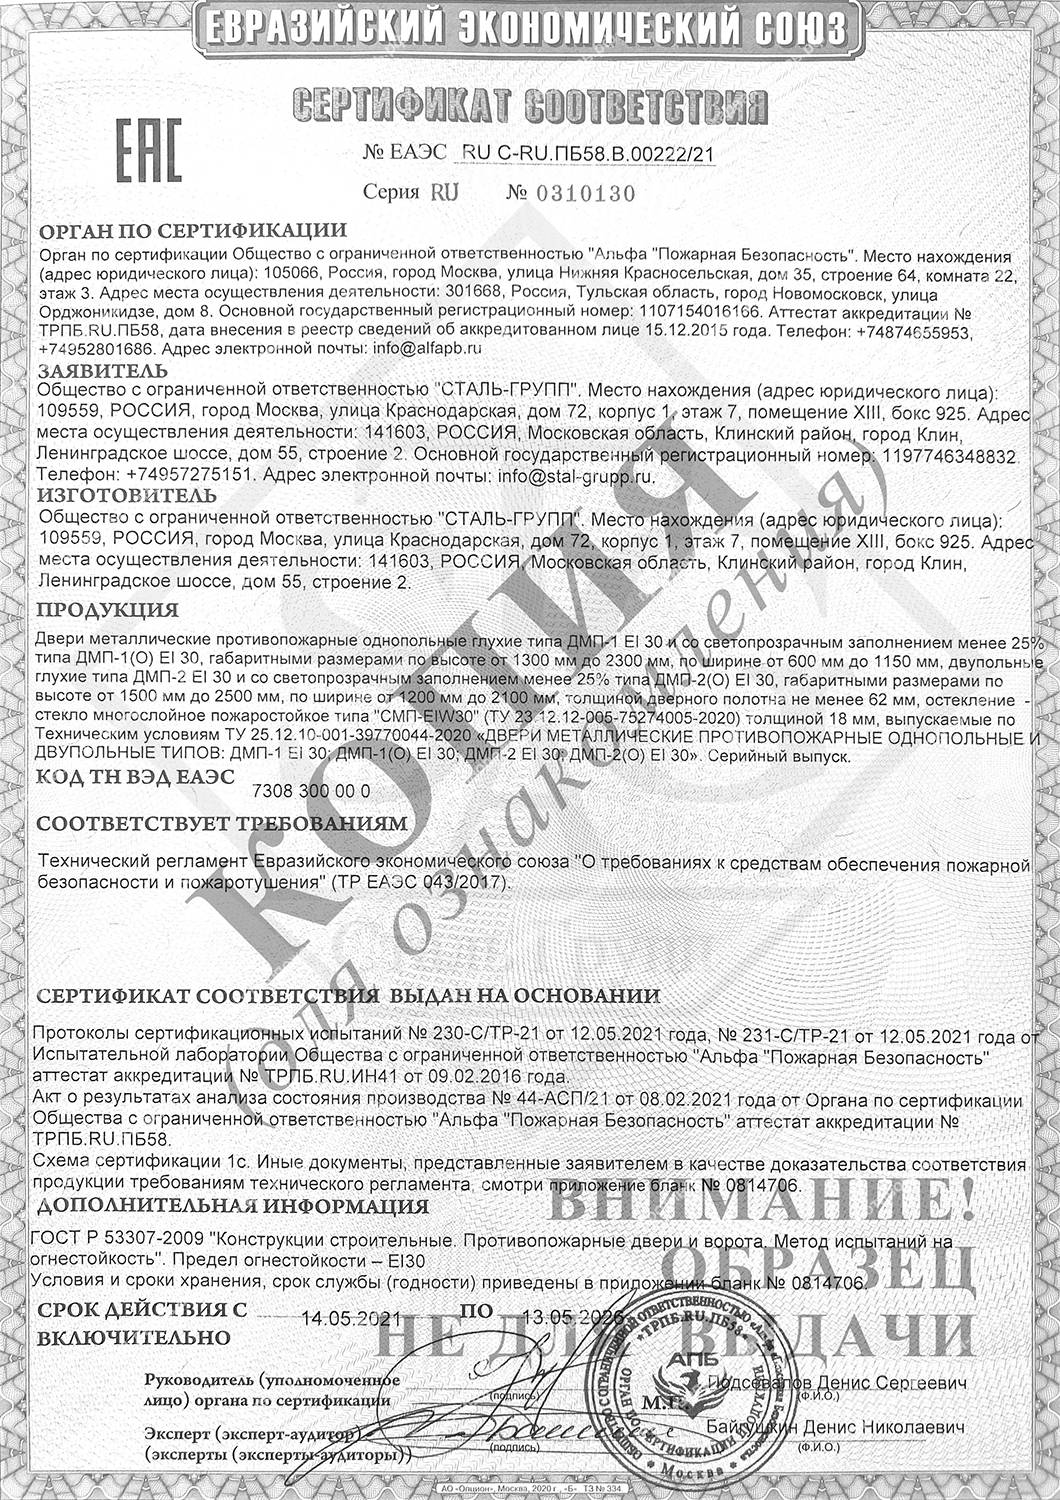 ЕВРАЗИЙСКИЙ ЭКОНОМИЧЕСКИЙ СОЮЗ
СЕРТИФИКАТ СООТВЕТСТВИЯ
ЕАС
№ ЕАЭС RU С-RU.ПБ58.В.00222/21
Серия RU № 0310130
ОРГАН ПО СЕРТИФИКАЦИИ
Орган по сертификации Общество с ограниченной ответственностью "Альфа "Пожарная Безопасность". Место нахождения
(адрес юридического лица): 105066, Россия, город Москва, улица Нижняя Красносельская, дом 35, строение 64, комната 22,
этаж 3. Адрес места осуществления деятельности: 301668, Россия, Тульская область, город Новомосковск, улица
Орджоникидзе, дом 8. Основной государственный регистрационный номер: 1107154016166. Аттестат аккредитации №
ТРПБ.RU.ПБ58, дата внесения в реестр сведений об аккредитованном лице 15.12.2015 года. Телефон: +74874655953,
+74952801686. Адрес электронной почты: info@alfapb.ru
ЗАЯВИТЕЛЬ
Общество с ограниченной ответственностью "СТАЛЬ-ГРУПП". Место нахождения (адрес юридического лица):
109559, РОССИЯ, город Москва, улица Краснодарская, дом 72, корпус 1, этаж 7, помещение XIII, бокс 925. Адрес
места осуществления деятельности: 141603, РОССИЯ, Московская область, Клинский район, город Клин,
Ленинградское шоссе, дом 55, строение 2. Основной государственный регистрационный номер: 1197746348832.
Телефон: +74957275151. Адрес электронной почты: info@stal-grupp.ru.
ИЗГОТОВИТЕЛЬ
Общество с ограниченной ответственностью "СТАЛЬ-ГРУПП". Место нахождения (адрес юридического лица):
109559, РОССИЯ, город Москва, улица Краснодарская, дом 72, корпус 1, этаж 7, помещение XIII, бокс 925. Адрес
места осуществления деятельности: 141603, РОССИЯ, Московская область, Клинский район, город Клин,
Ленинградское шоссе, дом 55, строение 2.
ПРОДУКЦИЯ
Двери металлические противопожарные однопольные глухие типа ДМП-1 EI 30 и со светопрозрачным заполнением менее 25%
типа ДМП-1(О) EI 30, габаритными размерами по высоте от 1300 мм до 2300 мм, по ширине от 600 мм до 1150 мм, двупольные
глухие типа ДМП-2 EI 30 и со светопрозрачным заполнением менее 25% типа ДМП-2(О) EI 30, габаритными размерами по
высоте от 1500 мм до 2500 мм, по ширине от 1200 мм до 2100 мм, толщиной дверного полотна не менее 62 мм, остекление -
стекло многослойное пожаростойкое типа "СМП-EIW30" (ТУ 23.12.12-005-75274005-2020) толщиной 18 мм, выпускаемые по
Техническим условиям ТУ 25.12.10-001-39770044-2020 «ДВЕРИ МЕТАЛЛИЧЕСКИЕ ПРОТИВОПОЖАРНЫЕ ОДНОПОЛЬНЫЕ И
ДВУПОЛЬНЫЕ ТИПОВ: ДМП-1 EI 30; ДМП-1(О) EI 30; ДМП-2 EI 30; ДМП-2(О) EI 30». Серийный выпуск.
КОД ТН ВЭД ЕАЭС 7308 300 00 0
СООТВЕТСТВУЕТ ТРЕБОВАНИЯМ
Технический регламент Евразийского экономического союза "О требованиях к средствам обеспечения пожарной
безопасности и пожаротушения" (ТР ЕАЭС 043/2017).
КОПИЯ
(для ознакомления)
СЕРТИФИКАТ СООТВЕТСТВИЯ ВЫДАН НА ОСНОВАНИИ
Протоколы сертификационных испытаний № 230-С/ТР-21 от 12.05.2021 года, № 231-С/ТР-21 от 12.05.2021 года от
Испытательной лаборатории Общества с ограниченной ответственностью "Альфа "Пожарная Безопасность"
аттестат аккредитации № ТРПБ.RU.ИН41 от 09.02.2016 года.
Акт о результатах анализа состояния производства № 44-АСП/21 от 08.02.2021 года от Органа по сертификации
Общества с ограниченной ответственностью "Альфа "Пожарная Безопасность" аттестат аккредитации №
ТРПБ.RU.ПБ58.
Схема сертификации 1с. Иные документы, представленные заявителем в качестве доказательства соответствия
продукции требованиям технического регламента, смотри приложение бланк № 0814706.
ДОПОЛНИТЕЛЬНАЯ ИНФОРМАЦИЯ
ГОСТ Р 53307-2009 "Конструкции строительные. Противопожарные двери и ворота. Метод испытаний на
огнестойкость". Предел огнестойкости – EI30
Условия и сроки хранения, срок службы (годности) приведены в приложении бланк № 0814706.
ВНИМАНИЕ!
ОБРАЗЕЦ
НЕ ДЛЯ ВЫДАЧИ
СРОК ДЕЙСТВИЯ С 14.05.2021 ПО 13.05.2026
ВКЛЮЧИТЕЛЬНО
Руководитель (уполномоченное
лицо) органа по сертификации (подпись) М.П. Подсевалов Денис Сергеевич
(Ф.И.О.)
Эксперт (эксперт-аудитор)
(эксперты (эксперты-аудиторы)) (подпись) Байгушкин Денис Николаевич
(Ф.И.О.)
ТРПБ.RU.ПБ58
АПБ
ОРГАН ПО СЕРТИФИКАЦИИ ПРОДУКЦИИ
Москва
АО «Опцион», Москва, 2020 г., «Б» ТЗ № 334